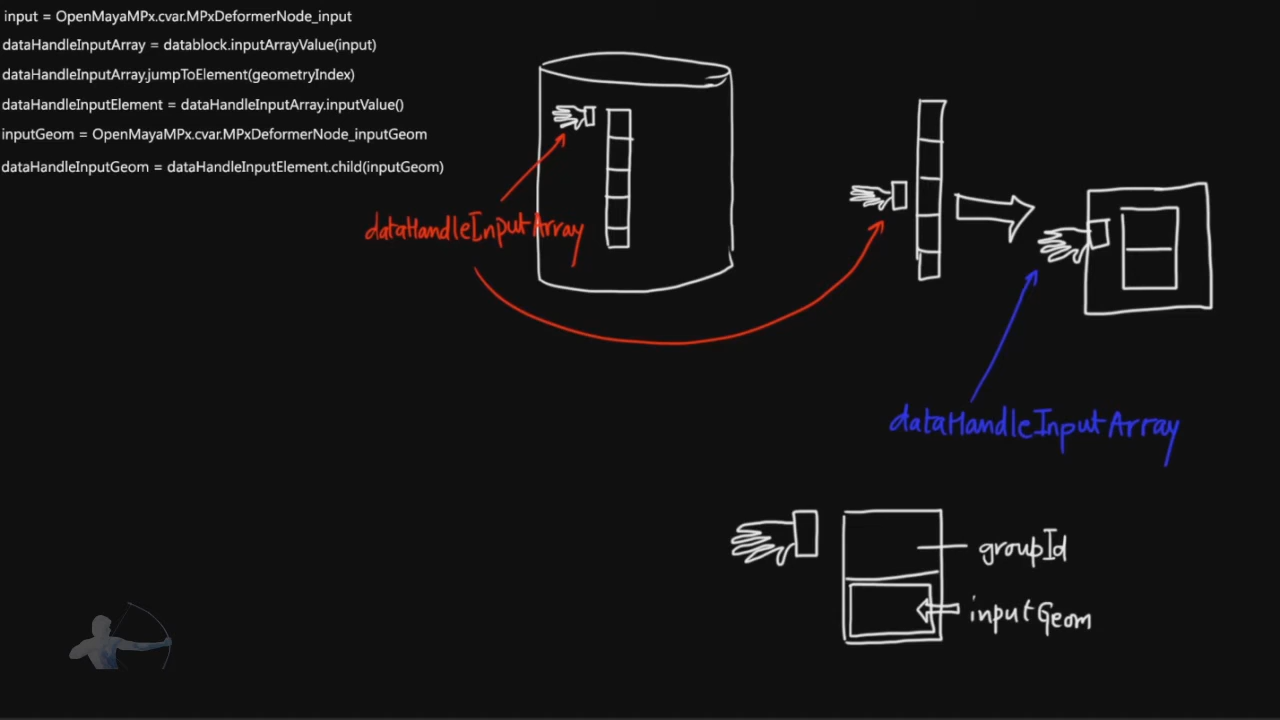 input = OpenMayaMPx.cvar.MPxDeformerNode_input
dataHandleInputArray = datablock.inputArrayValue(input)
dataHandleInputArray.jumpToElement(geometryIndex)
dataHandleInputElement = dataHandleInputArray.inputValue()
inputGeom = OpenMayaMPx.cvar.MPxDeformerNode_inputGeom
dataHandleInputGeom = dataHandleInputElement.child(inputGeom)
dataHandleInputArray
dataHandleInputArray
groupId
inputGeom